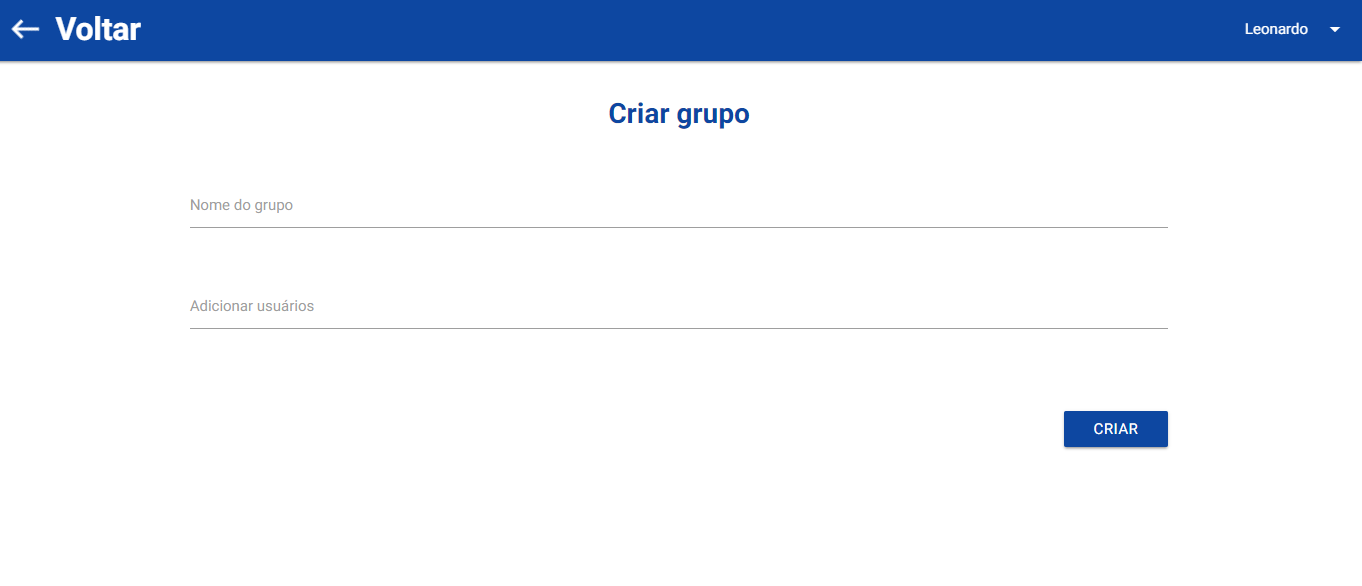 Voltar
Leonardo
Criar grupo
Nome do grupo
Adicionar usuários
CRIAR